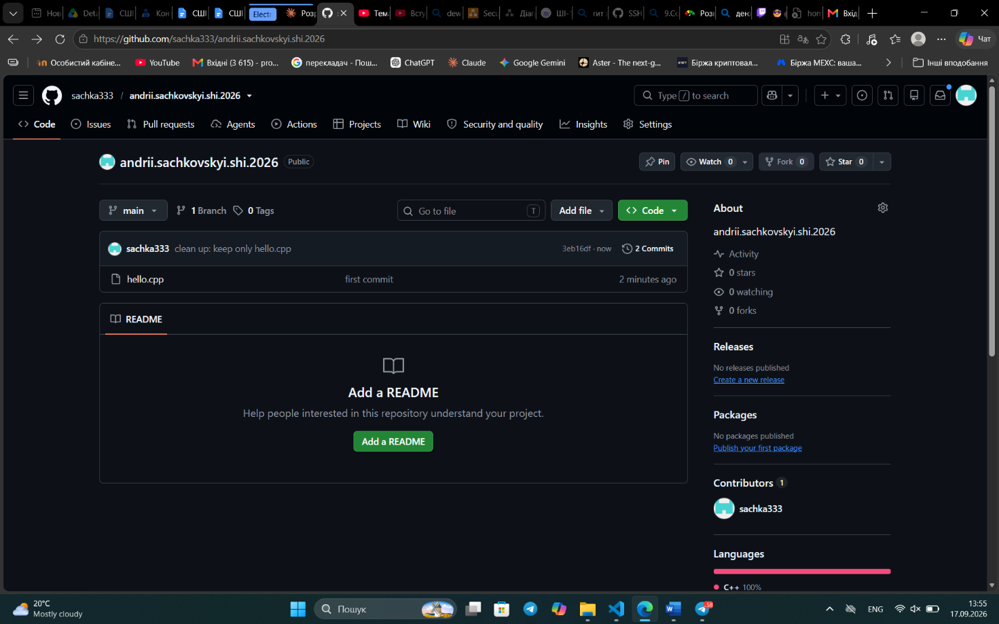 Нов
Deta
СШІ
Кон
СШІ
СШІ
Electr
Розр
Тем
Всту
dew
Secu
Діаг
ШІ-1
гит
SSH
9.Co
Розк
ден
hom
Вхід
https://github.com/sachka333/andrii.sachkovskyi.shi.2026
Чат
Особистий кабіне...
YouTube
Вхідні (3 615) - pro...
перекладач - Пош...
ChatGPT
Claude
Google Gemini
Aster - The next-g...
Біржа криптовал...
Біржа MEXC: ваша...
Інші вподобання
sachka333 / andrii.sachkovskyi.shi.2026
Type / to search
Code
Issues
Pull requests
Agents
Actions
Projects
Wiki
Security and quality
Insights
Settings
andrii.sachkovskyi.shi.2026 Public
Pin
Watch 0
Fork 0
Star 0
main
1 Branch
0 Tags
Go to file T
Add file
Code
sachka333 clean up: keep only hello.cpp 3eb16df · now 2 Commits
hello.cpp first commit 2 minutes ago
README
Add a README
Help people interested in this repository understand your project.
Add a README
About
andrii.sachkovskyi.shi.2026
Activity
0 stars
0 watching
0 forks
Releases
No releases published
Create a new release
Packages
No packages published
Publish your first package
Contributors 1
sachka333
Languages
C++ 100%
20°C
Mostly cloudy
Пошук
58
ENG
13:55
17.09.2026